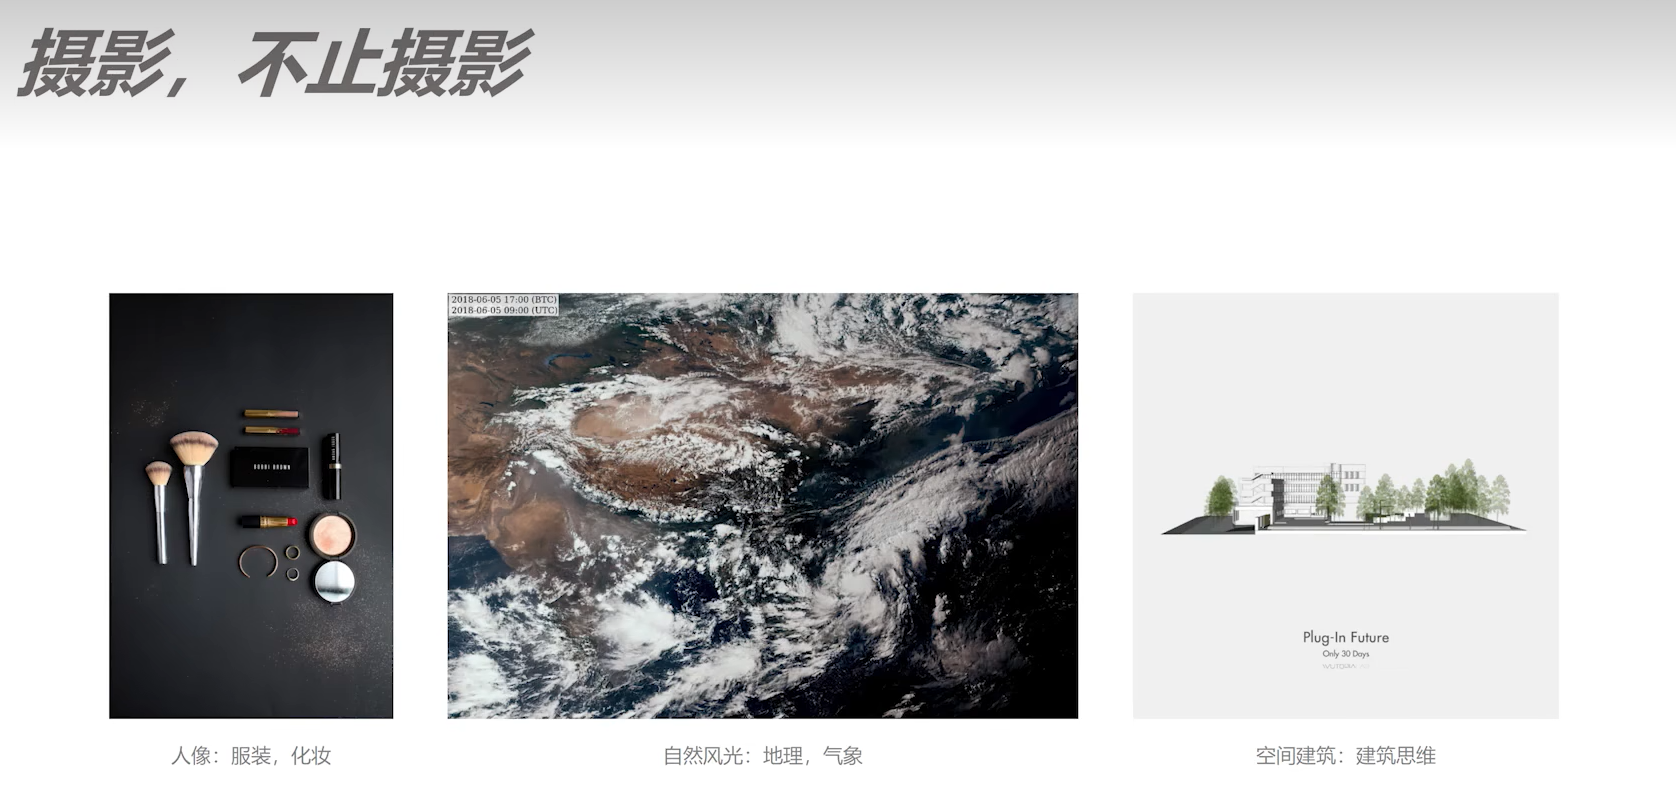 摄影，不止摄影
2018-06-05 17:00 (BTC)
2018-06-05 09:00 (UTC)
BOBBI BROWN
Plug-In Future
Only 30 Days
人像：服装，化妆
自然风光：地理，气象
空间建筑：建筑思维